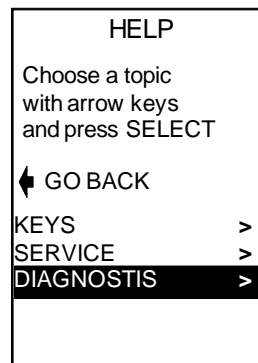 HELP
Choose a topic
with arrow keys
and press SELECT
GO BACK
KEYS >
SERVICE >
DIAGNOSTIS >